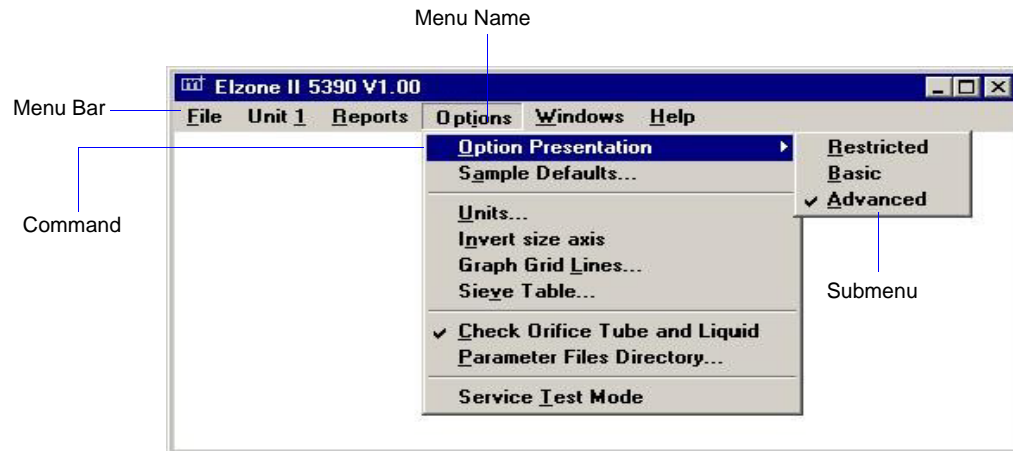 Menu Name
Elzone II 5390 V1.00
Menu Bar
File Unit 1 Reports Options Windows Help
Option Presentation
Restricted
Sample Defaults...
Basic
Advanced
Command
Units...
Invert size axis
Graph Grid Lines...
Sieve Table...
Submenu
Check Orifice Tube and Liquid
Parameter Files Directory...
Service Test Mode